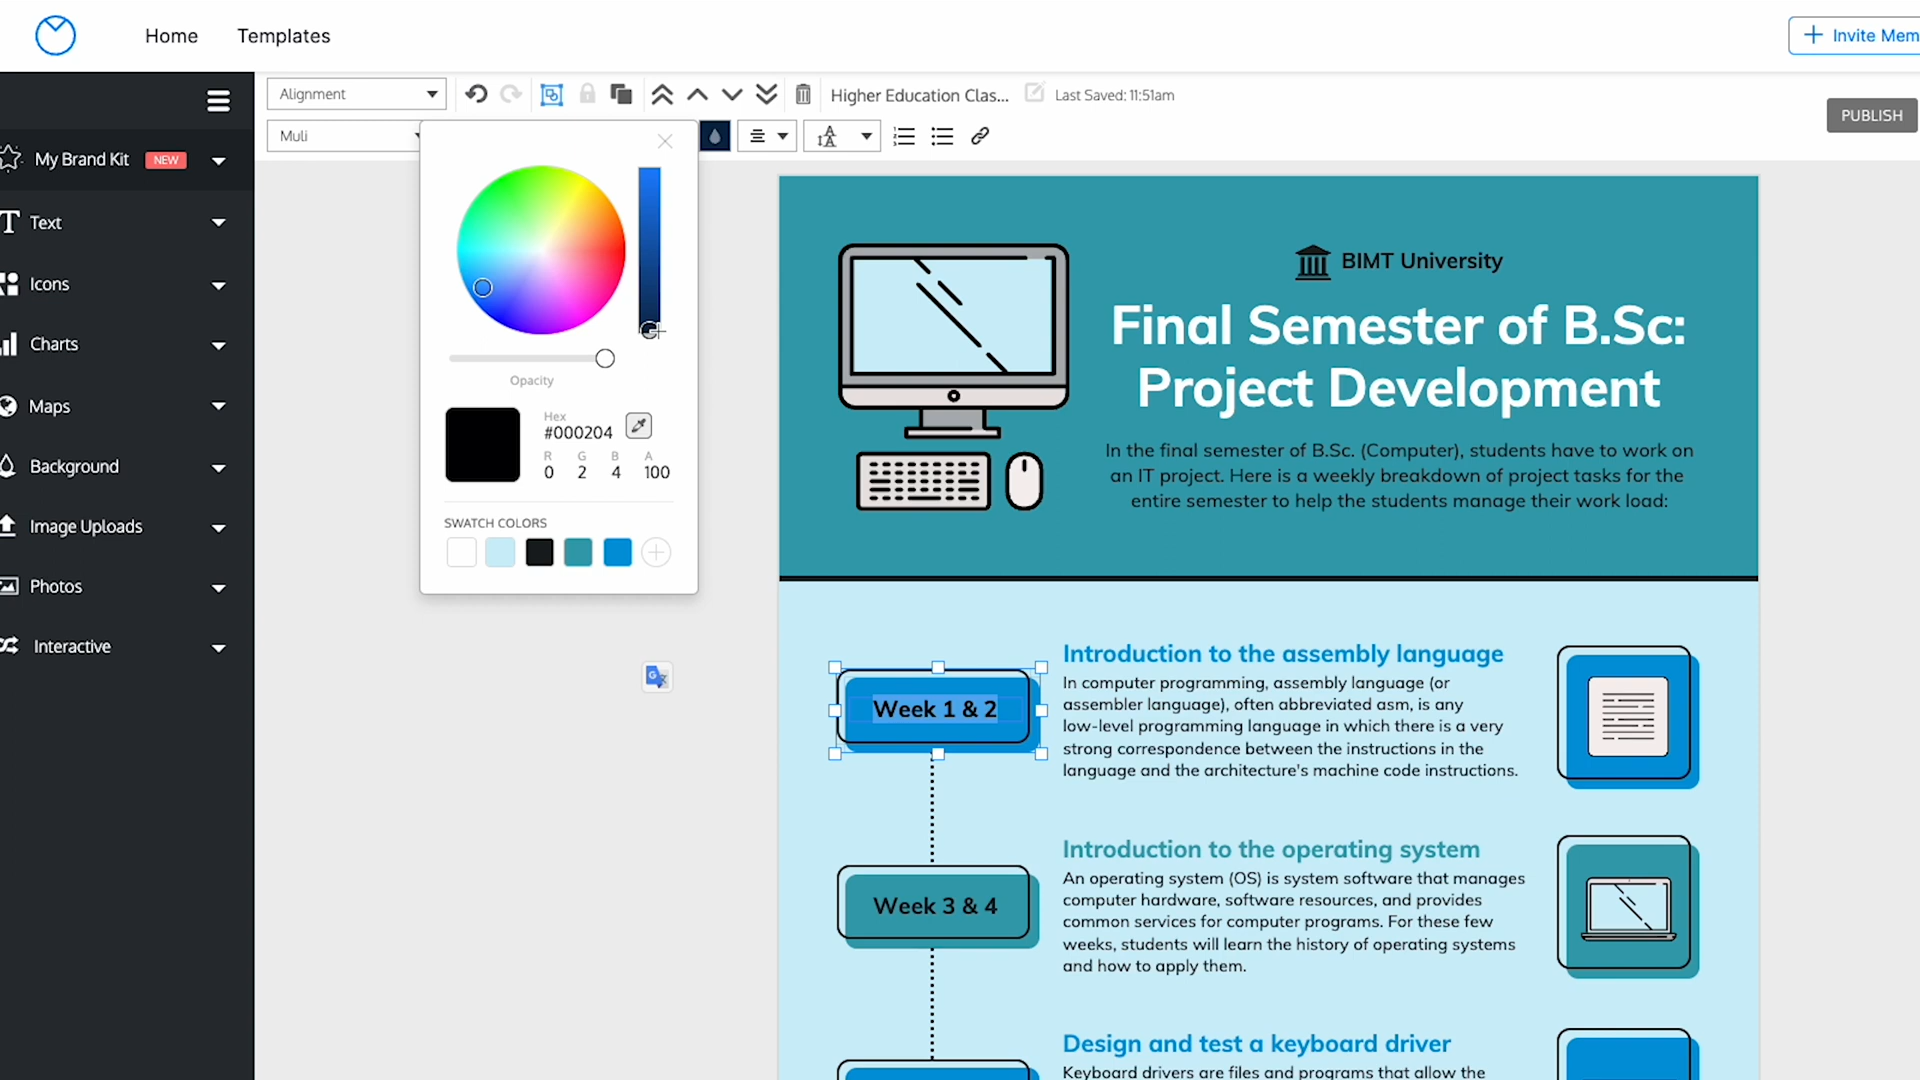 Home
Templates
Invite Mem
Alignment
Higher Education Clas...
Last Saved: 11:51am
PUBLISH
Muli
My Brand Kit
NEW
Text
Icons
Charts
Maps
Background
Image Uploads
Photos
Interactive
Opacity
Hex
#000204
R G B A
0 2 4 100
SWATCH COLORS
BIMT University
Final Semester of B.Sc:
Project Development
In the final semester of B.Sc. (Computer), students have to work on
an IT project. Here is a weekly breakdown of project tasks for the
entire semester to help the students manage their work load:
Week 1 & 2
Introduction to the assembly language
In computer programming, assembly language (or
assembler language), often abbreviated asm, is any
low-level programming language in which there is a very
strong correspondence between the instructions in the
language and the architecture's machine code instructions.
Week 3 & 4
Introduction to the operating system
An operating system (OS) is system software that manages
computer hardware, software resources, and provides
common services for computer programs. For these few
weeks, students will learn the history of operating systems
and how to apply them.
Design and test a keyboard driver
Keyboard drivers are files and programs that allow the